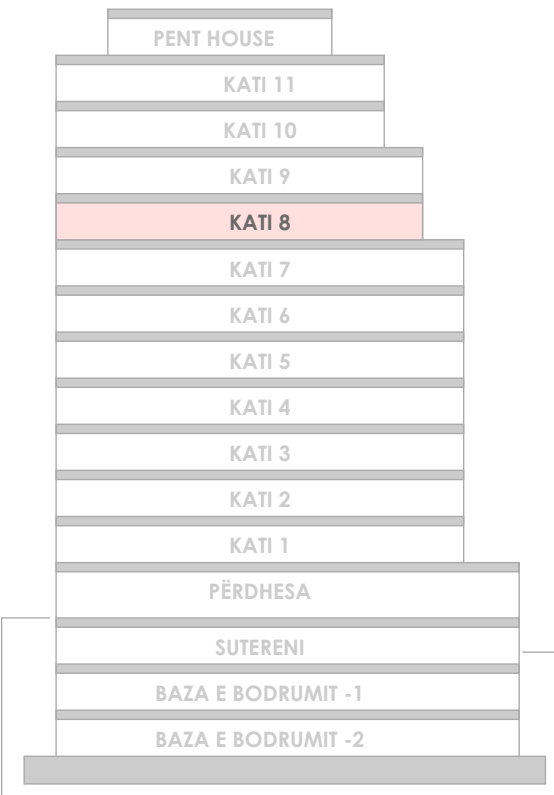 PENT HOUSE
KATI 11
KATI 10
KATI 9
KATI 8
KATI 7
KATI 6
KATI 5
KATI 4
KATI 3
KATI 2
KATI 1
PËRDHESA
SUTERENI
BAZA E BODRUMIT -1
BAZA E BODRUMIT -2